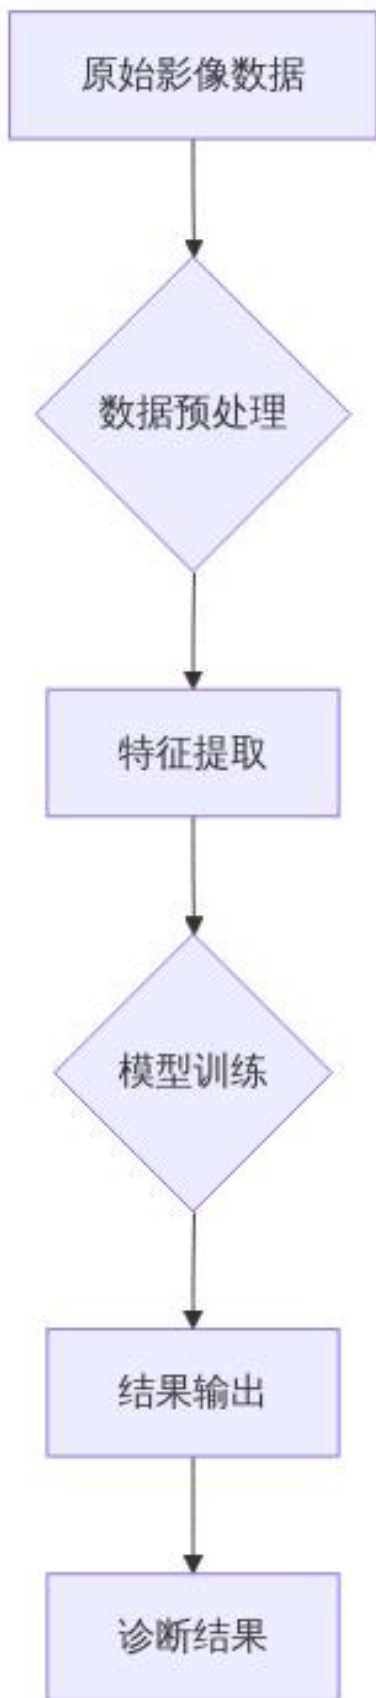 原始影像数据
数据预处理
特征提取
模型训练
结果输出
诊断结果